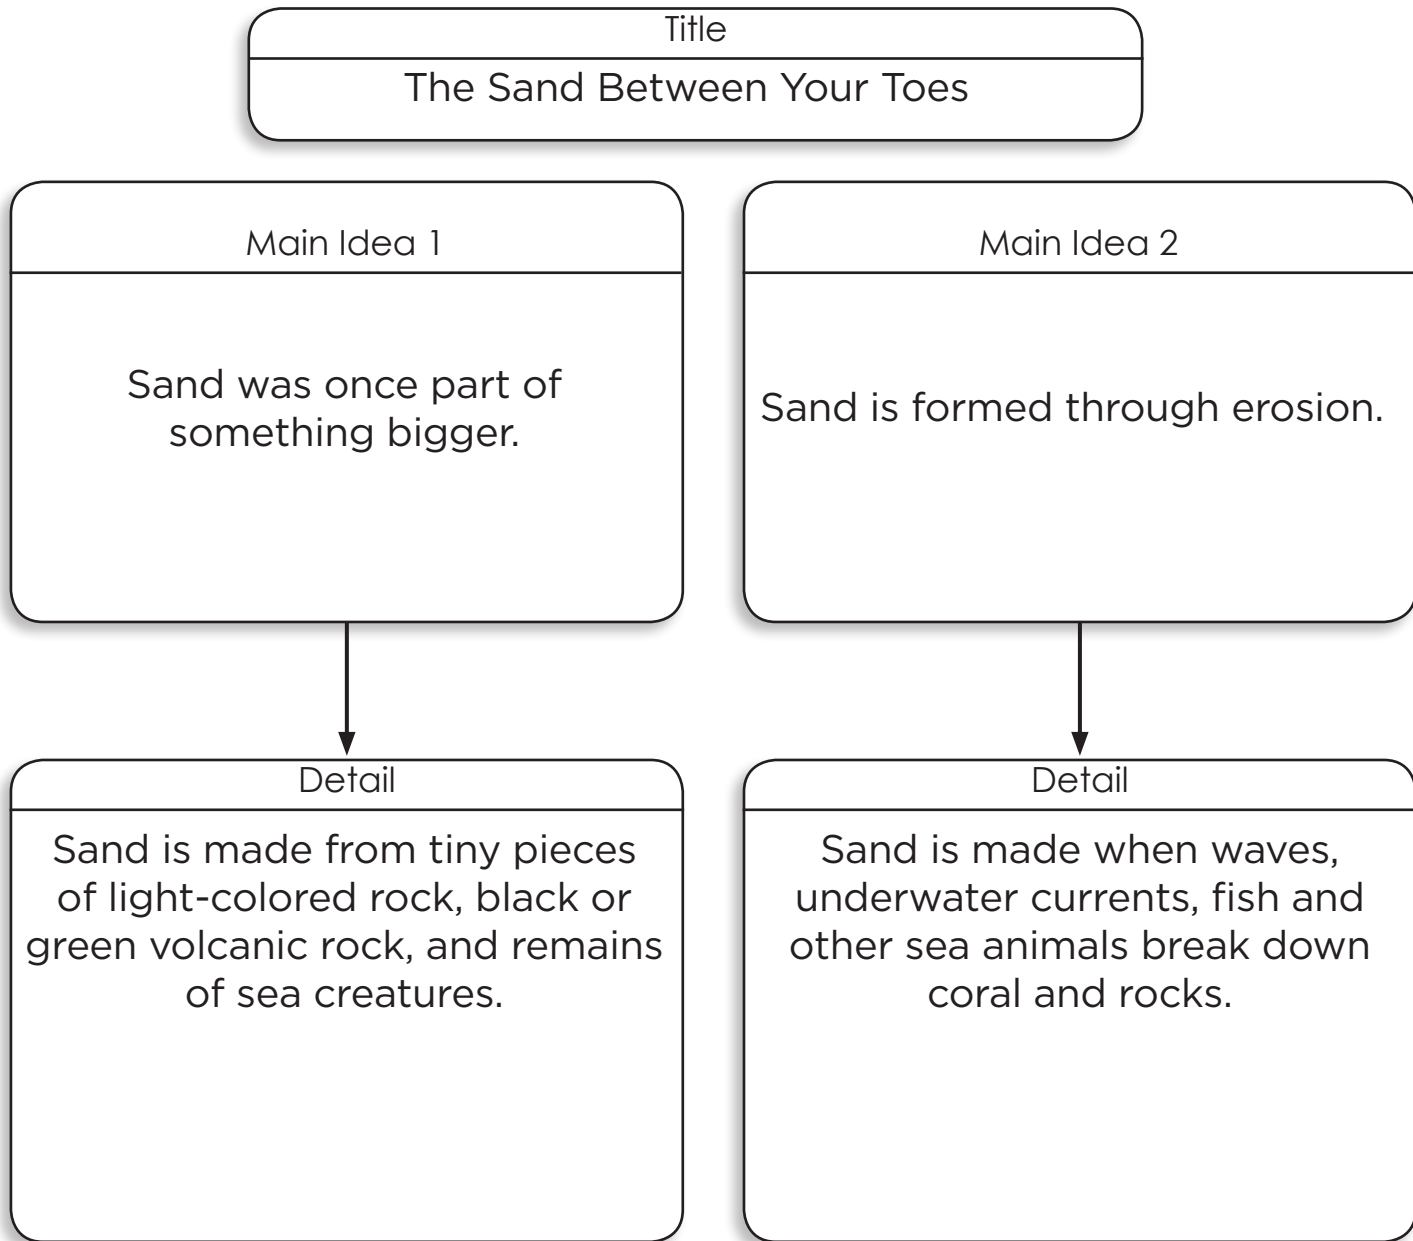 Title
The Sand Between Your Toes
Main Idea 1
Sand was once part of
something bigger.
Main Idea 2
Sand is formed through erosion.
Detail
Sand is made from tiny pieces
of light-colored rock, black or
green volcanic rock, and remains
of sea creatures.
Detail
Sand is made when waves,
underwater currents, fish and
other sea animals break down
coral and rocks.